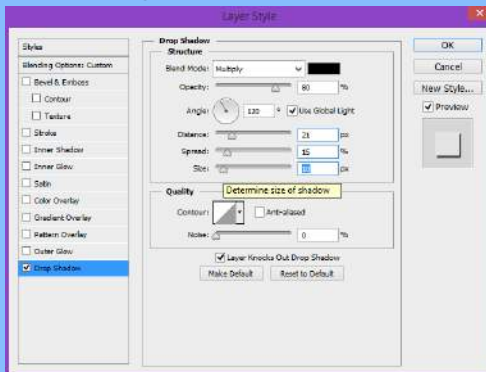 Layer Style
Styles
Blending Options: Custom
Bevel & Emboss
Contour
Texture
Stroke
Inner Shadow
Inner Glow
Satin
Color Overlay
Gradient Overlay
Pattern Overlay
Outer Glow
Drop Shadow
Drop Shadow
Structure
Blend Mode: Multiply
Opacity: 80 %
Angle: 120 ° Use Global Light
Distance: 21 px
Spread: 15 %
Size: px
Determine size of shadow
Quality
Contour: Anti-aliased
Noise: 0 %
Layer Knocks Out Drop Shadow
Make Default Reset to Default
OK
Cancel
New Style...
Preview